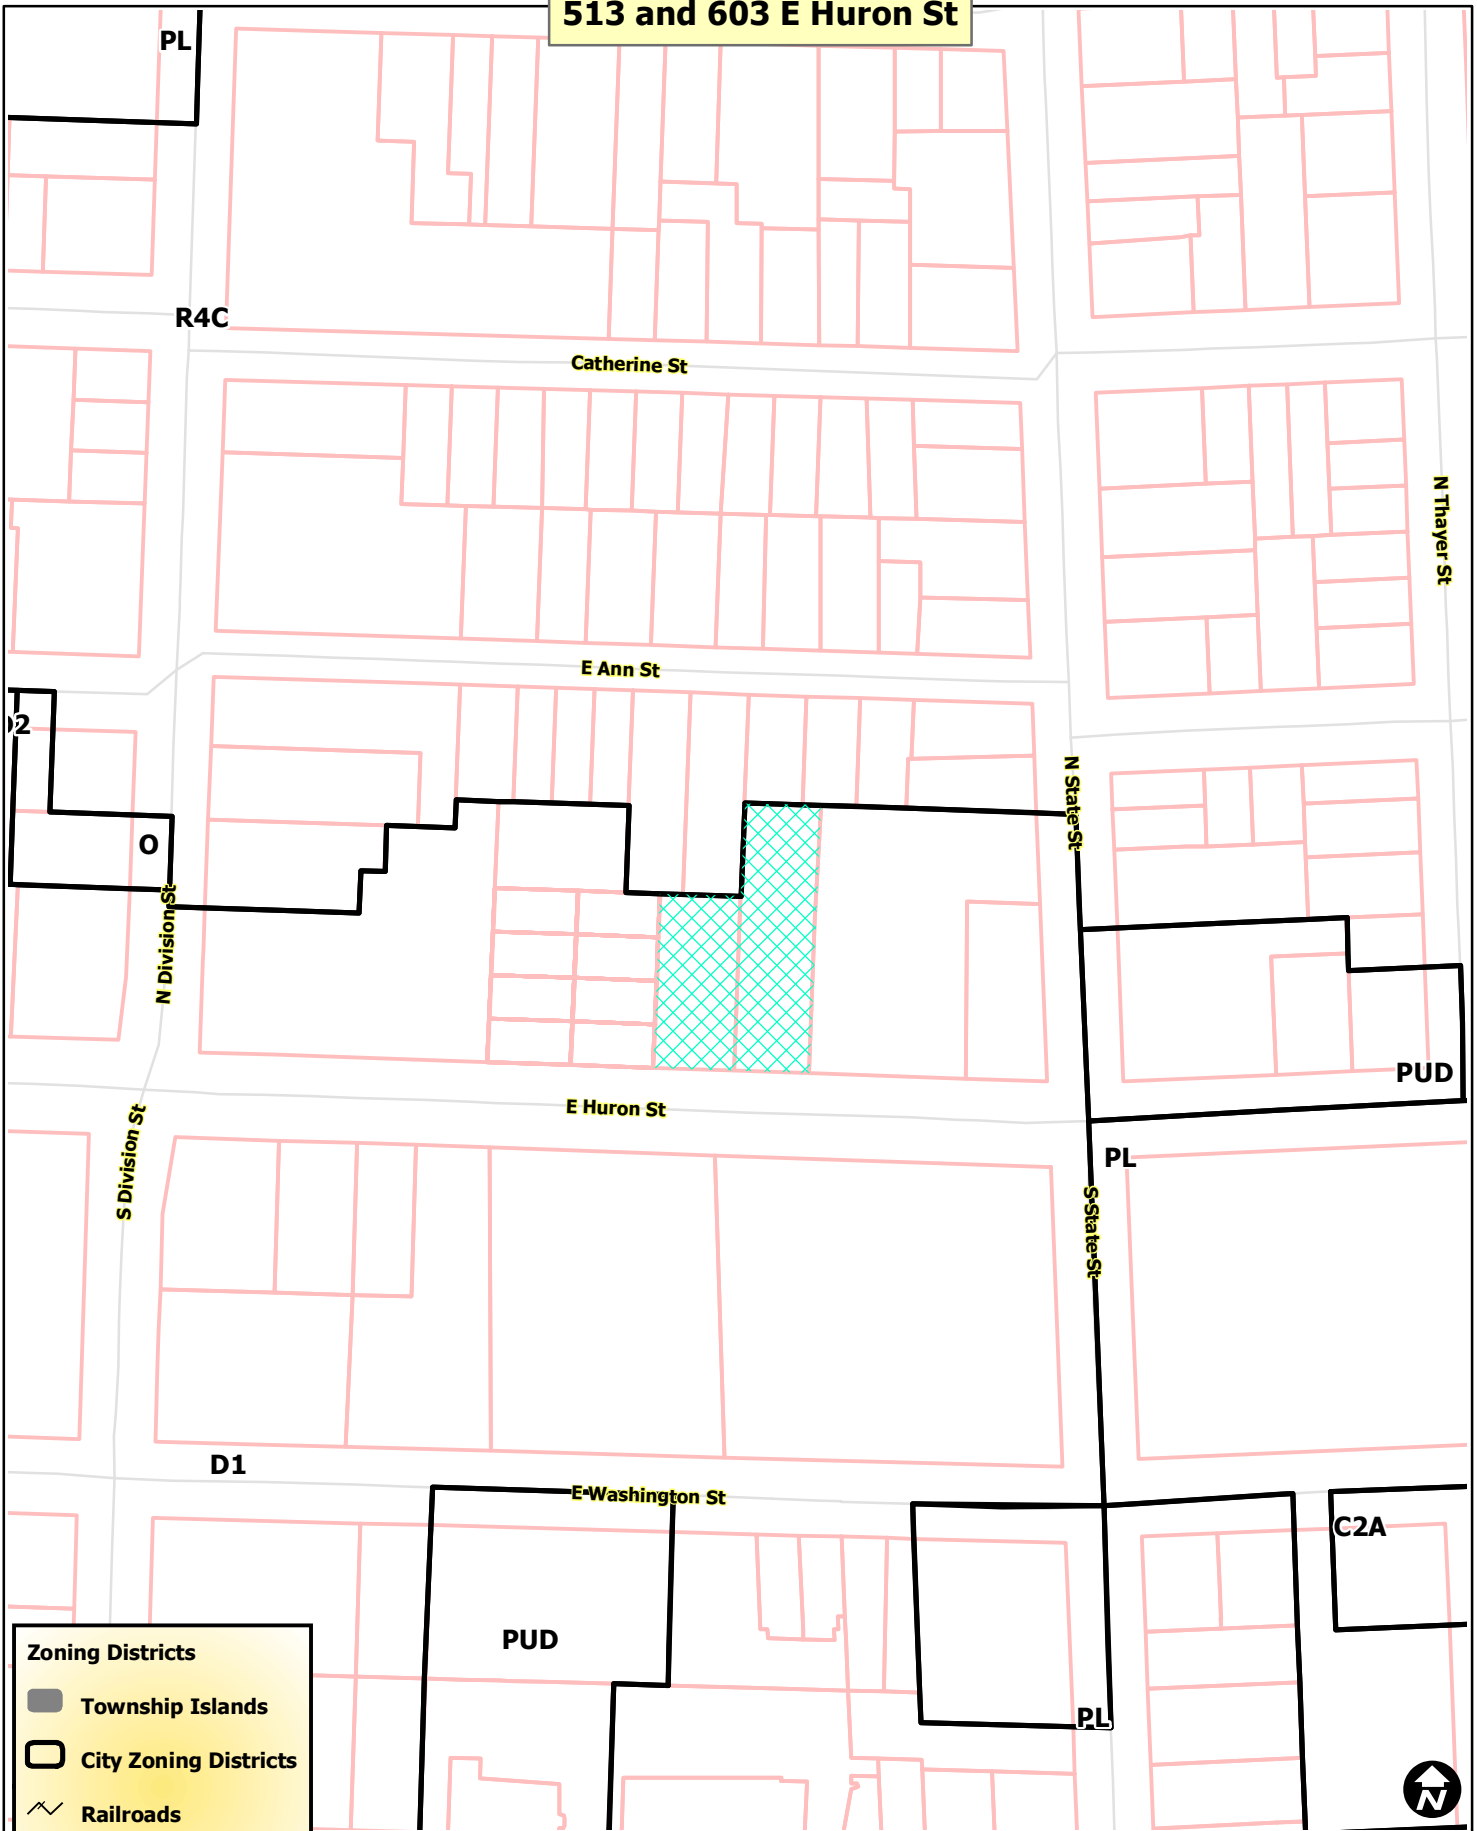 513 and 603 E Huron St
PL
R4C
Catherine St
N Thayer St
E Ann St
2
N State St
O
N Division St
PUD
E Huron St
S Division St
PL
S State St
D1
E Washington St
C2A
PUD
PL
Zoning Districts
Township Islands
City Zoning Districts
Railroads
N